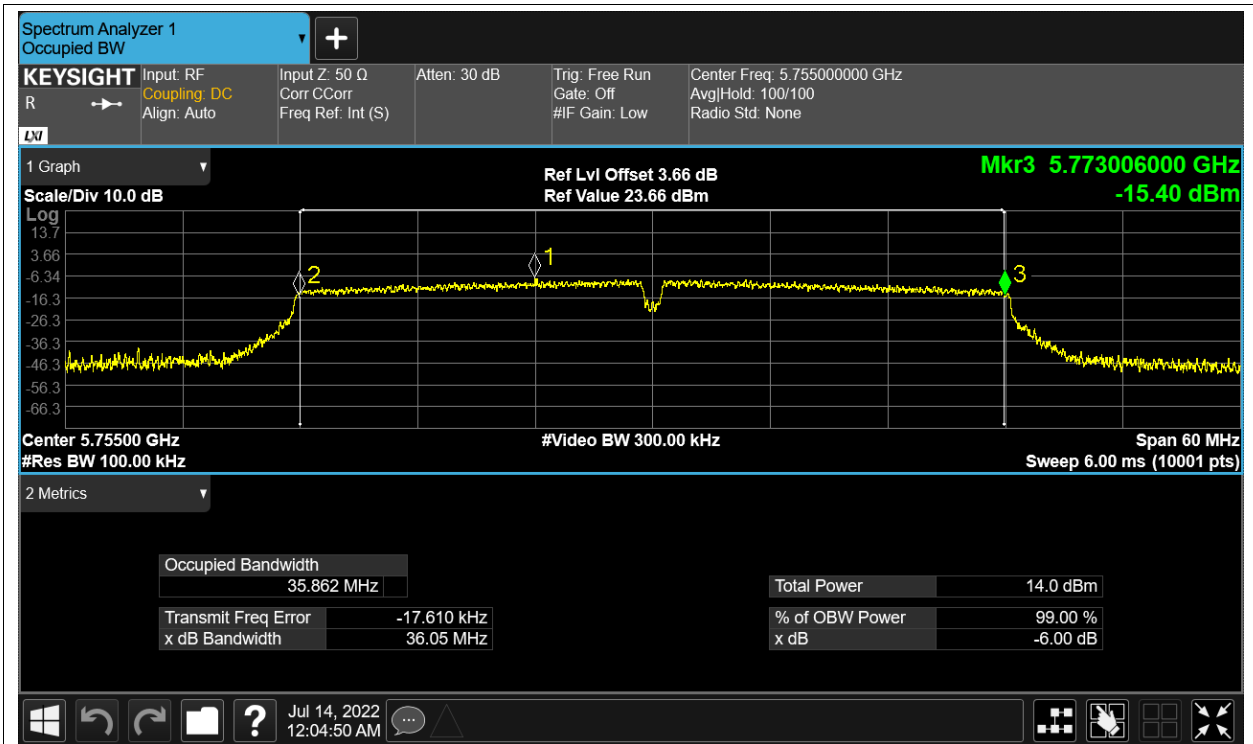 Spectrum Analyzer 1
Occupied BW
KEYSIGHT Input: RF Input Z: 50 Ω Atten: 30 dB Trig: Free Run Center Freq: 5.755000000 GHz
R Coupling: DC Corr CCorr Gate: Off Avg|Hold: 100/100
Align: Auto Freq Ref: Int (S) #IF Gain: Low Radio Std: None
LXI
1 Graph Ref Lvl Offset 3.66 dB Mkr3 5.773006000 GHz
Scale/Div 10.0 dB Ref Value 23.66 dBm -15.40 dBm
Log
13.7
3.66
-6.34
-16.3
-26.3
-36.3
-46.3
-56.3
-66.3
2
1
3
Center 5.75500 GHz #Video BW 300.00 kHz Span 60 MHz
#Res BW 100.00 kHz Sweep 6.00 ms (10001 pts)
2 Metrics
Occupied Bandwidth
35.862 MHz Total Power 14.0 dBm
Transmit Freq Error -17.610 kHz % of OBW Power 99.00 %
x dB Bandwidth 36.05 MHz x dB -6.00 dB
? Jul 14, 2022
12:04:50 AM